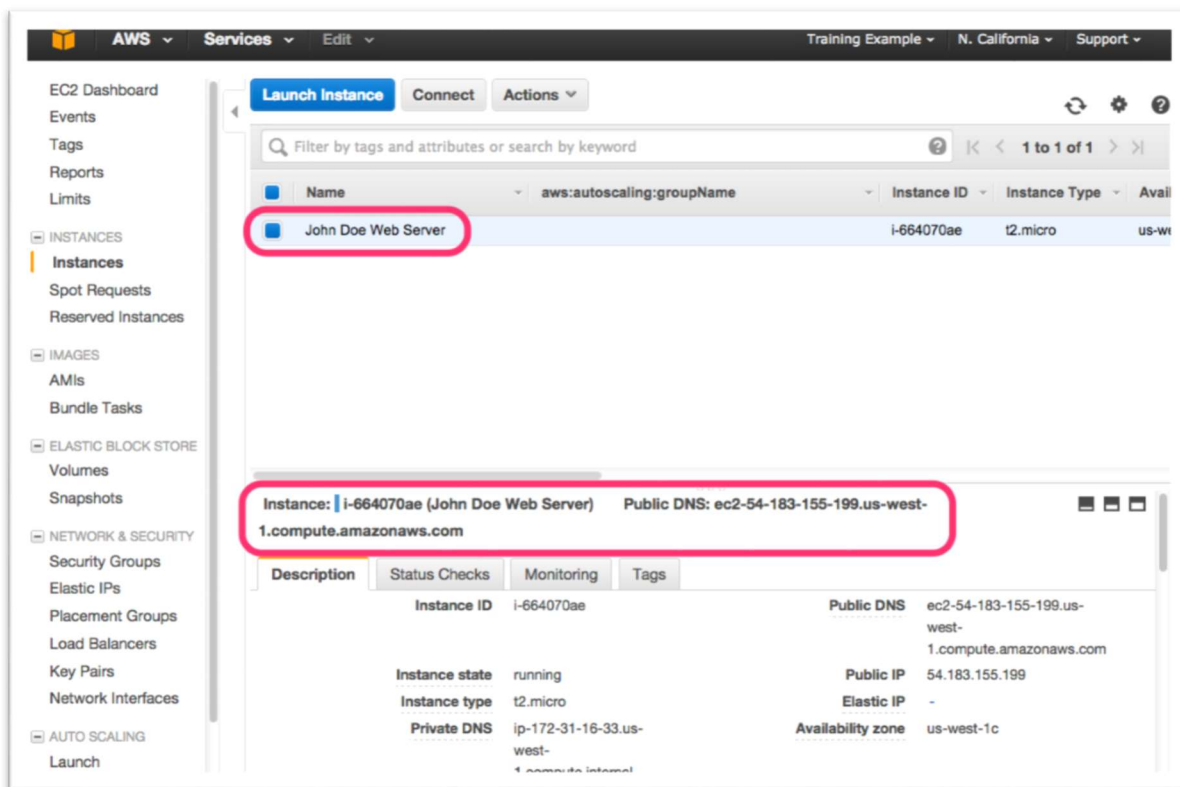 AWS Services Edit Training Example N. California Support
EC2 Dashboard
Events
Tags
Reports
Limits
INSTANCES
Instances
Spot Requests
Reserved Instances
IMAGES
AMIs
Bundle Tasks
ELASTIC BLOCK STORE
Volumes
Snapshots
NETWORK & SECURITY
Security Groups
Elastic IPs
Placement Groups
Load Balancers
Key Pairs
Network Interfaces
AUTO SCALING
Launch
Launch Instance Connect Actions
Filter by tags and attributes or search by keyword 1 to 1 of 1
Name aws:autoscaling:groupName Instance ID Instance Type Avail
John Doe Web Server i-664070ae t2.micro us-we
Instance: i-664070ae (John Doe Web Server) Public DNS: ec2-54-183-155-199.us-west-
1.compute.amazonaws.com
Description Status Checks Monitoring Tags
Instance ID i-664070ae Public DNS ec2-54-183-155-199.us-
west-
1.compute.amazonaws.com
Instance state running Public IP 54.183.155.199
Instance type t2.micro Elastic IP -
Private DNS ip-172-31-16-33.us- Availability zone us-west-1c
west-
1.compute.internal